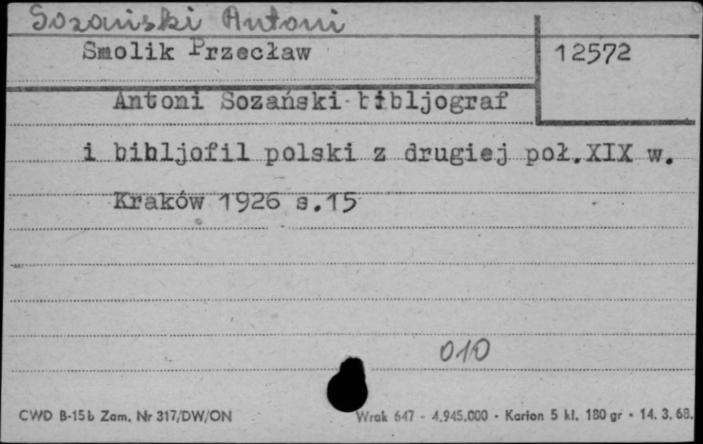 Sozański Antoni
Smolik Przecław
12572
Antoni Sozański bibljograf
i bibljofil polski z drugiej poł.XIX w.
Kraków 1926 s.15
010
CWD B-15b Zam. Nr 317/DW/ON
Wrak 647 - 4.945.000 - Karton 5 kl. 180 gr - 14. 3. 68.